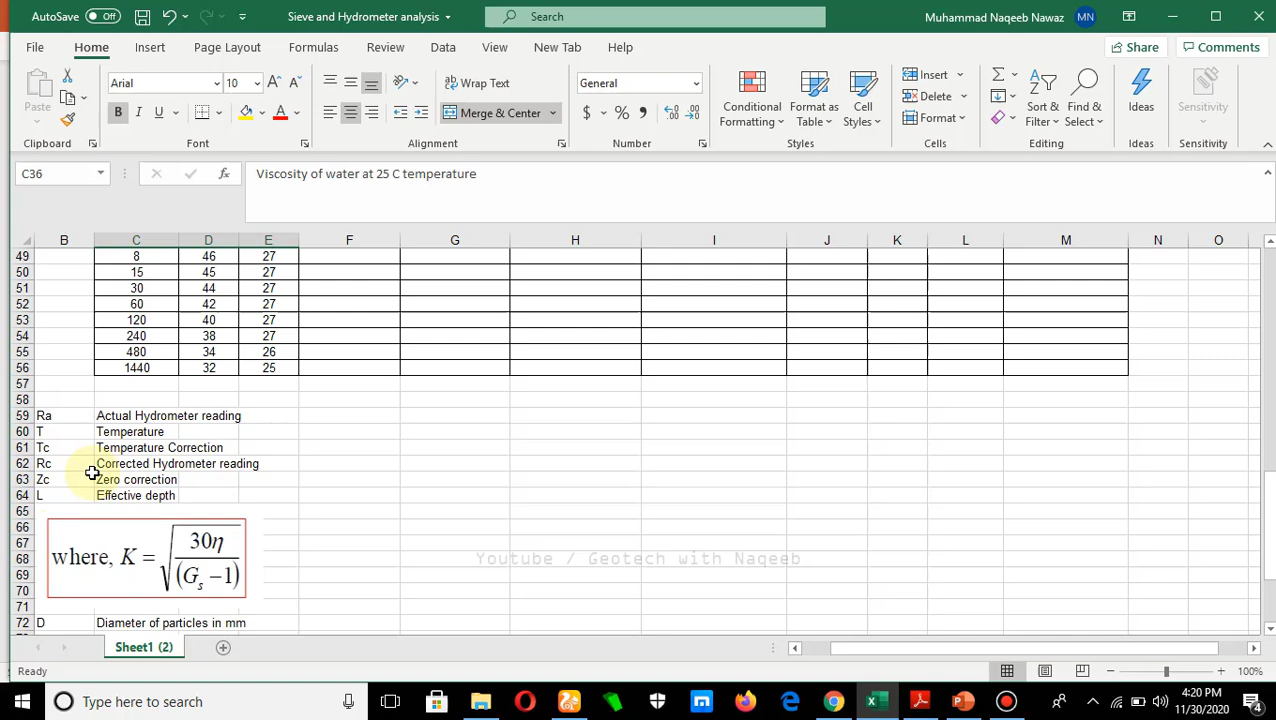 AutoSave Off Sieve and Hydrometer analysis Search Muhammad Naqeeb Nawaz MN
File Home Insert Page Layout Formulas Data Review View New Tab Help Share Comments
Paste Arial 10 Wrap Text General Conditional Formatting Format as Table Cell Styles Insert Sort & Filter Find & Select Ideas Sensitivity
B I U A Merge & Center $ % Delete
Format
Clipboard Font Alignment Number Styles Cells Editing Ideas Sensitivity
C36 fx Viscosity of water at 25 C temperature
B C D E F G H I J K L M N O
49 8 46 27
50 15 45 27
51 30 44 27
52 60 42 27
53 120 40 27
54 240 38 27
55 480 34 26
56 1440 32 25
57
58
59 Ra Actual Hydrometer reading
60 T Temperature
61 Tc Temperature Correction
62 Rc Corrected Hydrometer reading
63 Zc Zero correction
64 L Effective depth
65
66
67
where, K = √(30η / (Gs − 1))
68 Youtube / Geotech with Naqeeb
69
70
71
72 D Diameter of particles in mm
Sheet1 (2)
Ready 100%
Type here to search 4:20 PM
11/30/2020 4